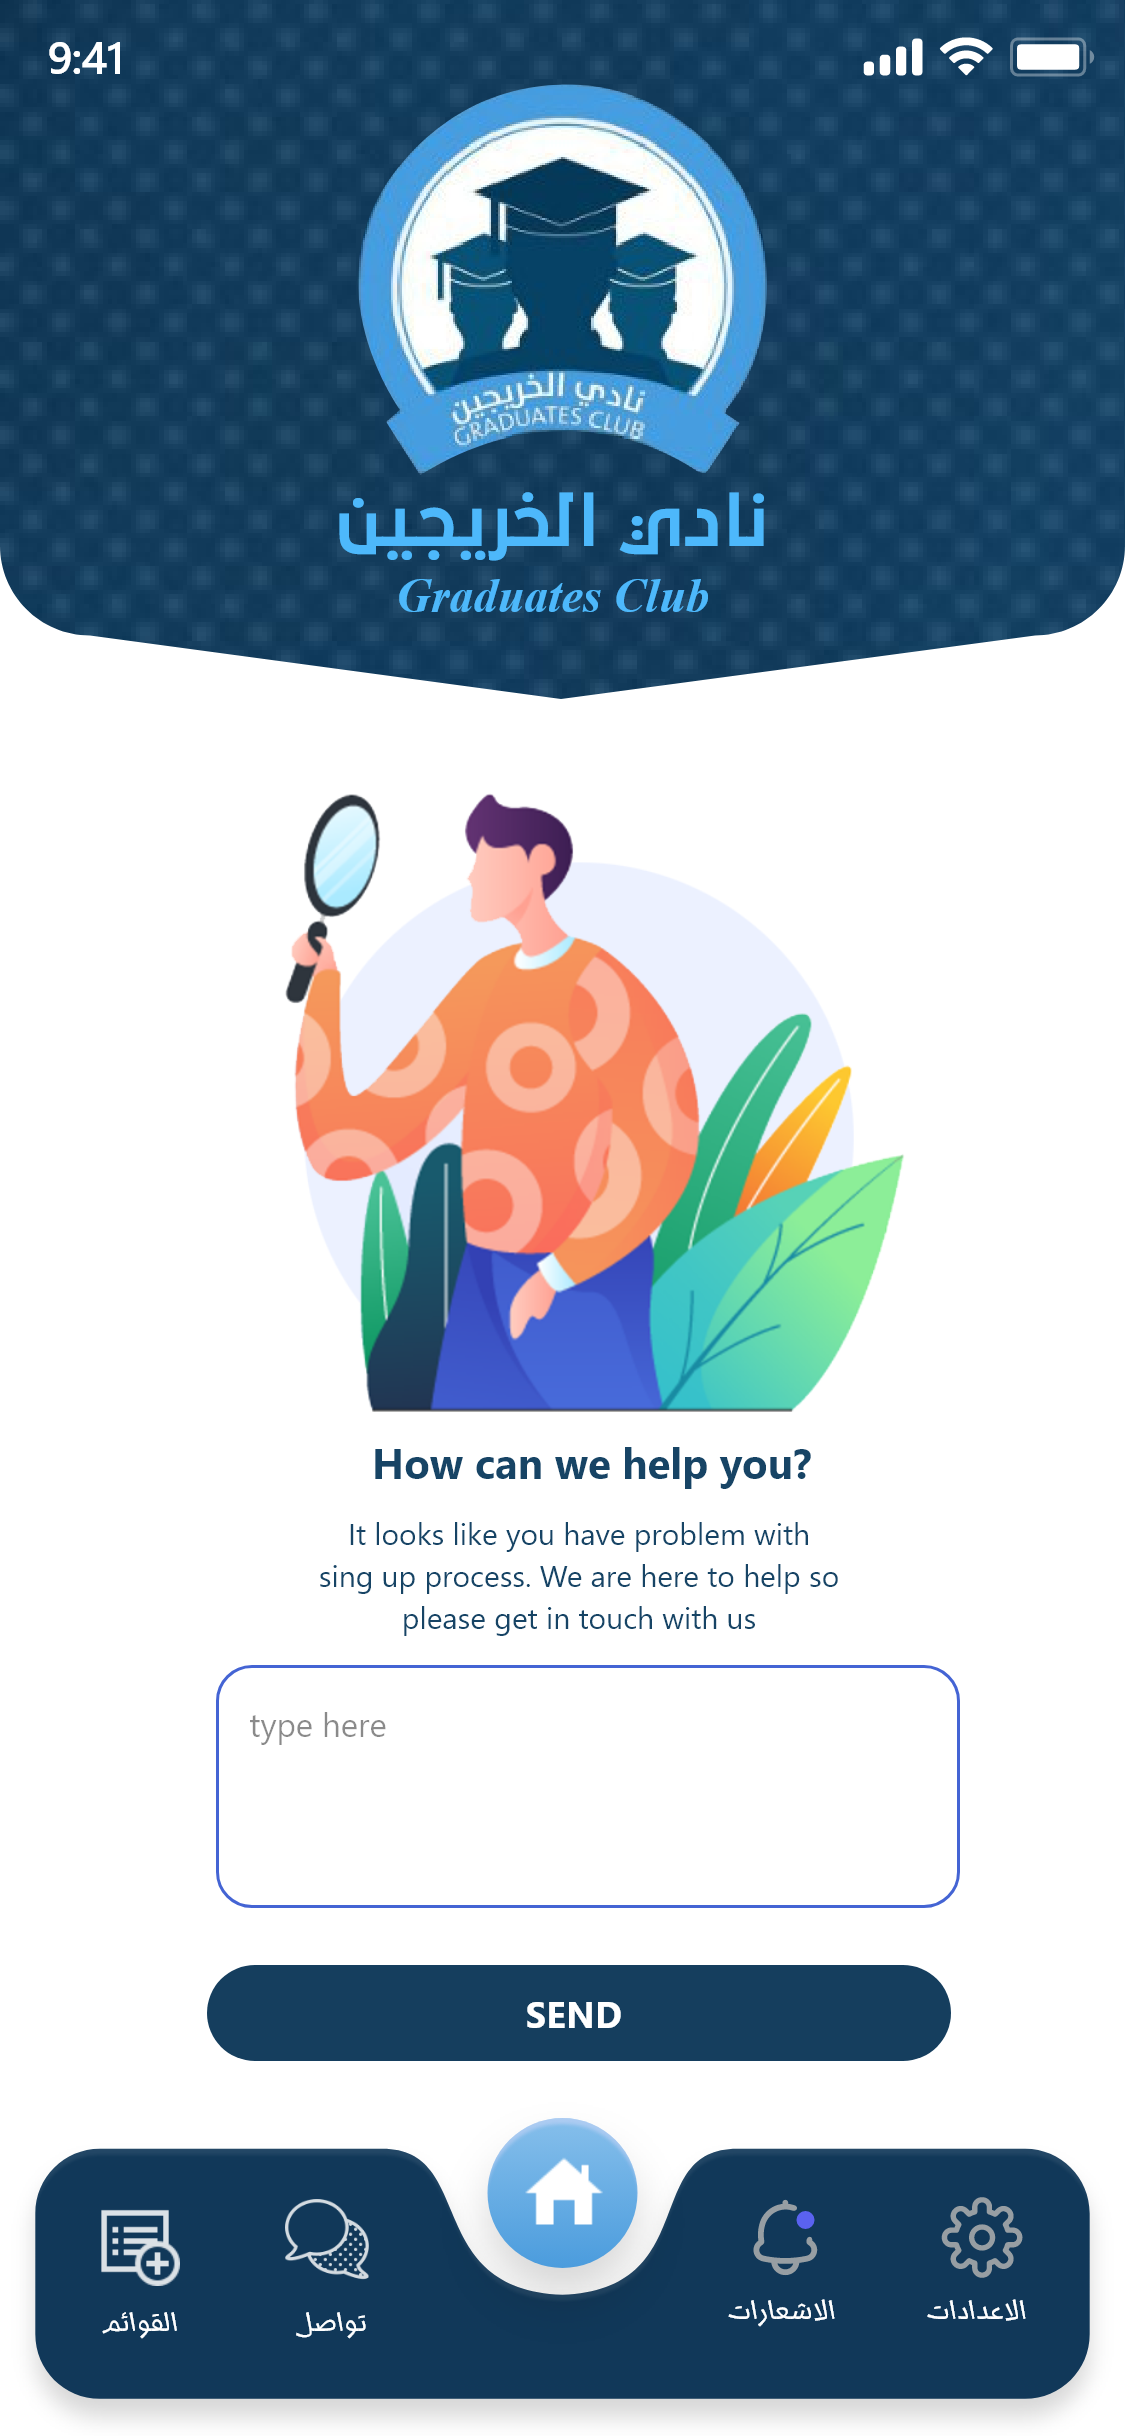 9:41
نادي الخريجين
GRADUATES CLUB
نادي الخريجين
Graduates Club
How can we help you?
It looks like you have problem with
sing up process. We are here to help so
please get in touch with us
type here
SEND
القوائم
تواصل
الاشعارات
الاعدادات